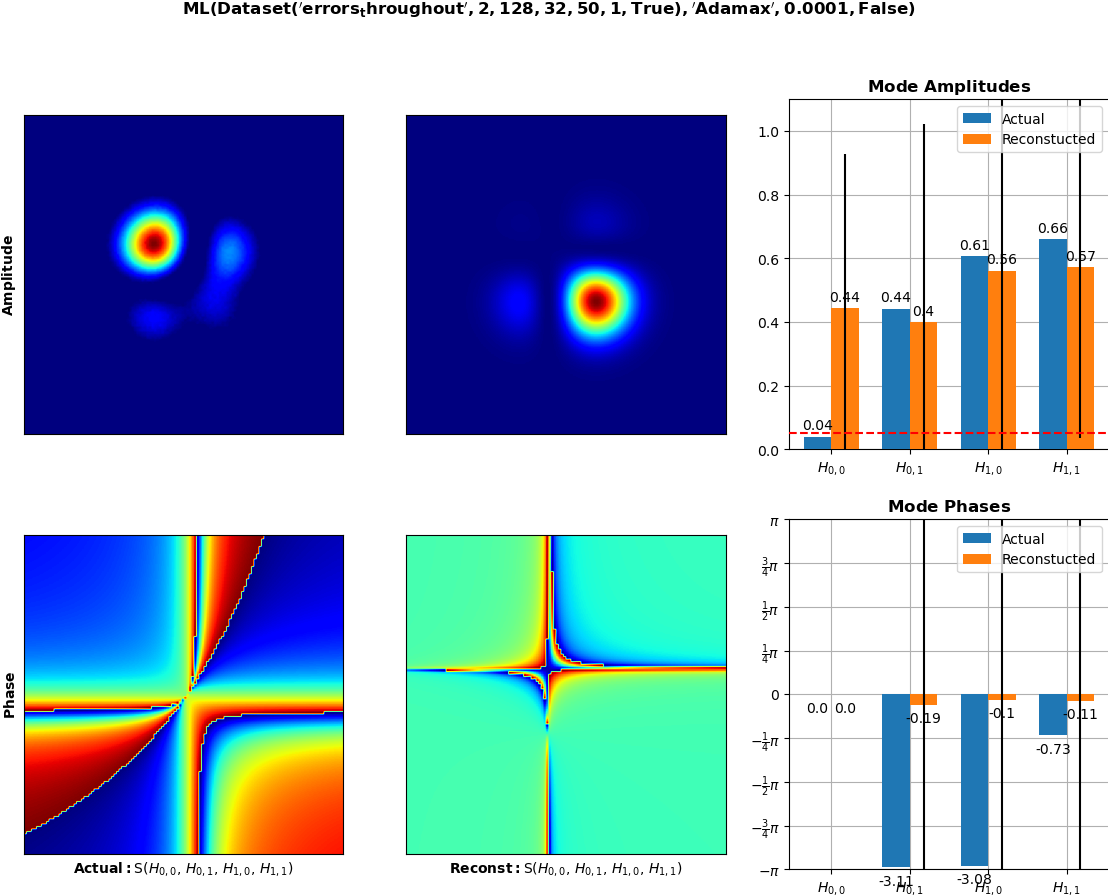 ML(Dataset('errors_throughout', 2, 128, 32, 50, 1, True), 'Adamax', 0.0001, False)
Mode Amplitudes
Amplitude
Actual
Reconstucted
1.0
0.8
0.6
0.4
0.2
0.0
0.04
0.44
0.44
0.4
0.61
0.56
0.66
0.57
H0,0
H0,1
H1,0
H1,1
Mode Phases
Phase
Actual
Reconstucted
π
3/4π
1/2π
1/4π
0
−1/4π
−1/2π
−3/4π
−π
0.0
0.0
-3.11
-0.19
-3.08
-0.1
-0.73
-0.11
H0,0
H0,1
H1,0
H1,1
Actual: S(H0,0, H0,1, H1,0, H1,1)
Reconst: S(H0,0, H0,1, H1,0, H1,1)